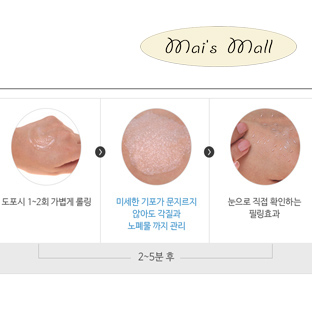 Mai's Mall
도포시 1~2회 가볍게 롤링
미세한 기포가 문지르지
않아도 각질과
노폐물 까지 관리
눈으로 직접 확인하는
필링효과
2~5분 후